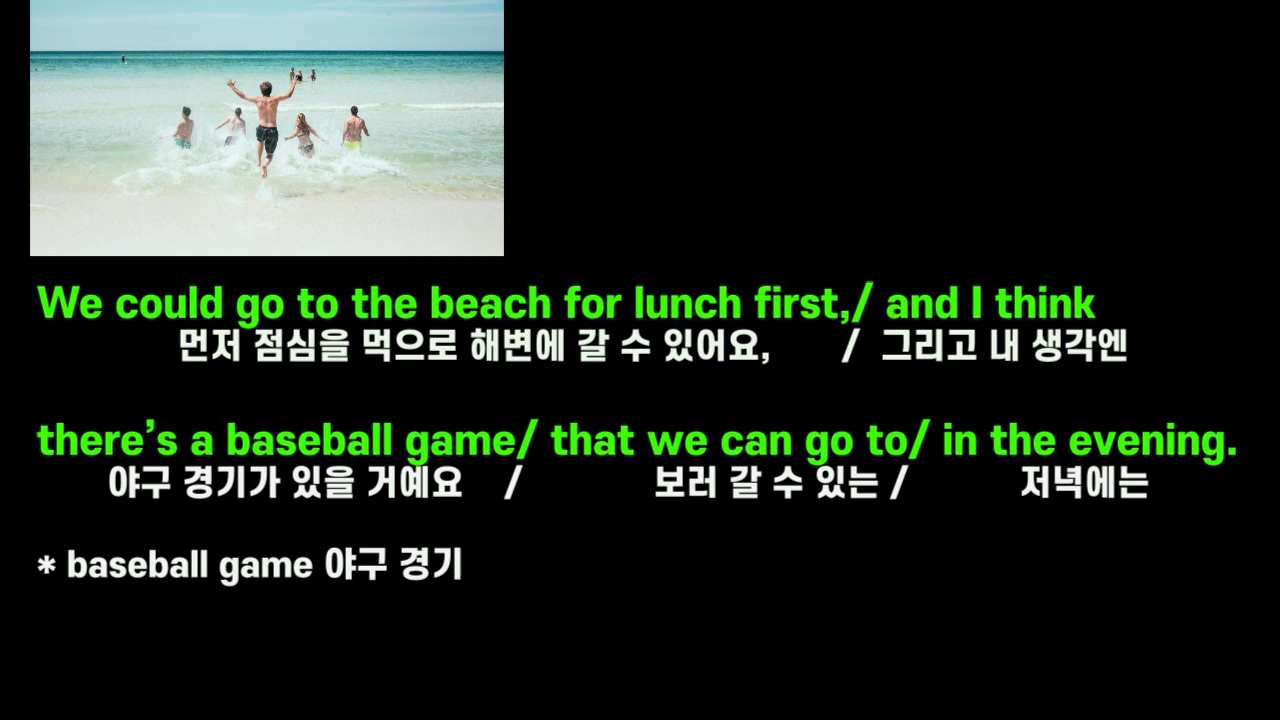 We could go to the beach for lunch first,/ and I think
먼저 점심을 먹으로 해변에 갈 수 있어요, / 그리고 내 생각엔
there's a baseball game/ that we can go to/ in the evening.
야구 경기가 있을 거예요 / 보러 갈 수 있는 / 저녁에는
* baseball game 야구 경기